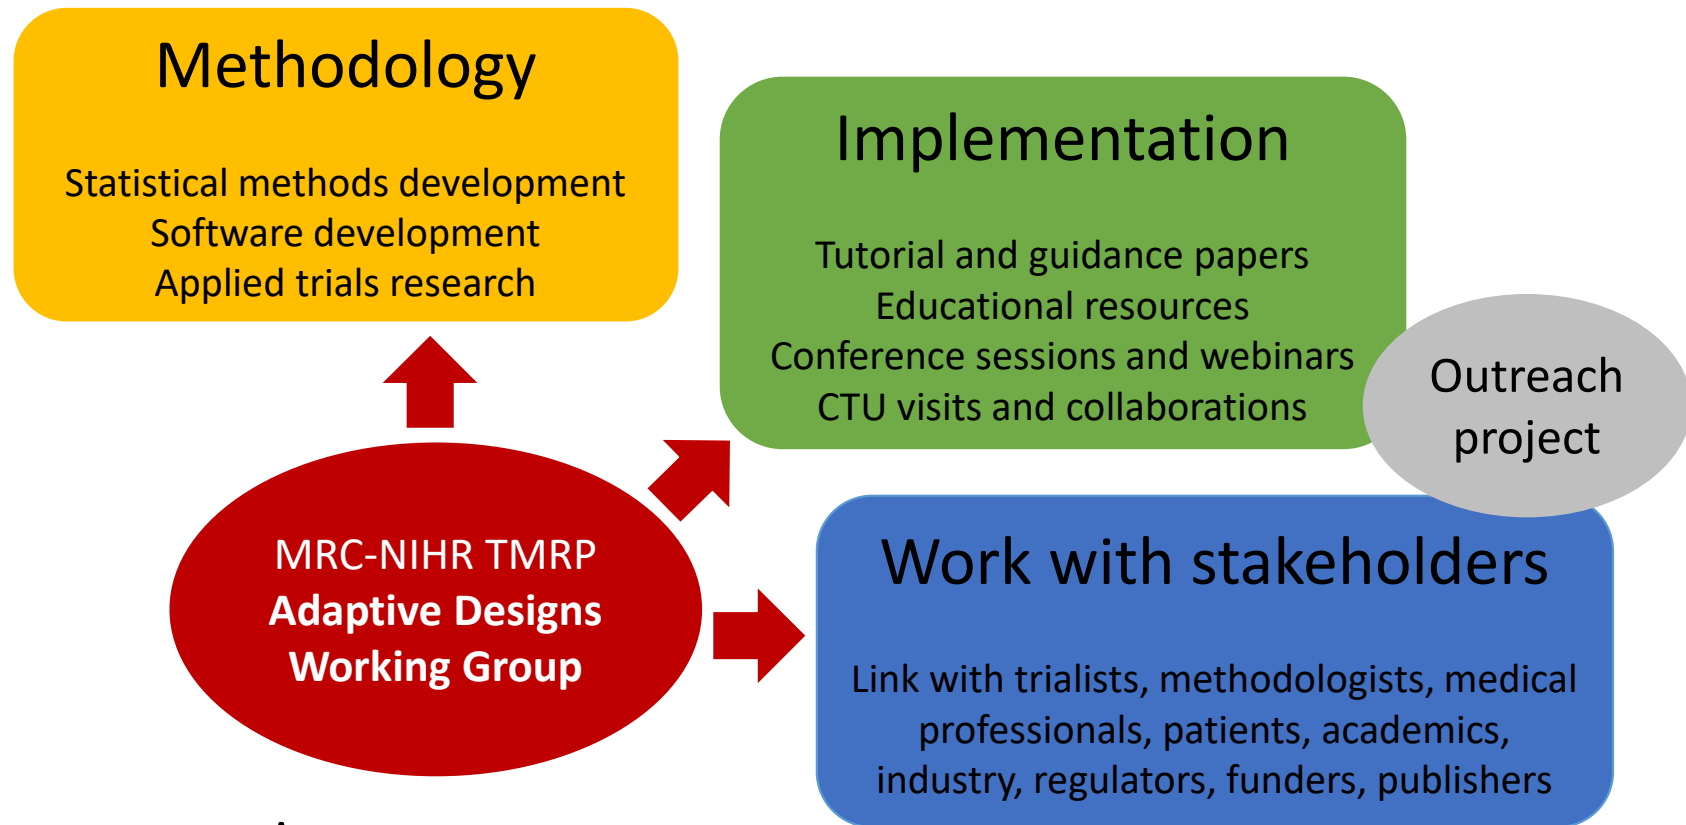 Methodology
Statistical methods development
Software development
Applied trials research
Implementation
Tutorial and guidance papers
Educational resources
Conference sessions and webinars
CTU visits and collaborations
Outreach
project
MRC-NIHR TMRP
Adaptive Designs
Working Group
Work with stakeholders
Link with trialists, methodologists, medical
professionals, patients, academics,
industry, regulators, funders, publishers